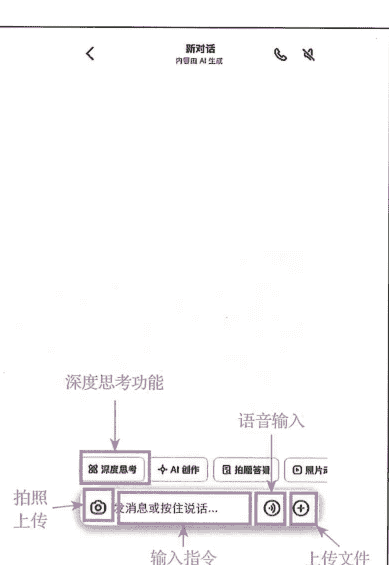 新对话
内容由 AI 生成
深度思考功能
语音输入
深度思考 AI 创作 拍题答疑 照片
拍照
上传
发消息或按住说话...
输入指令 上传文件